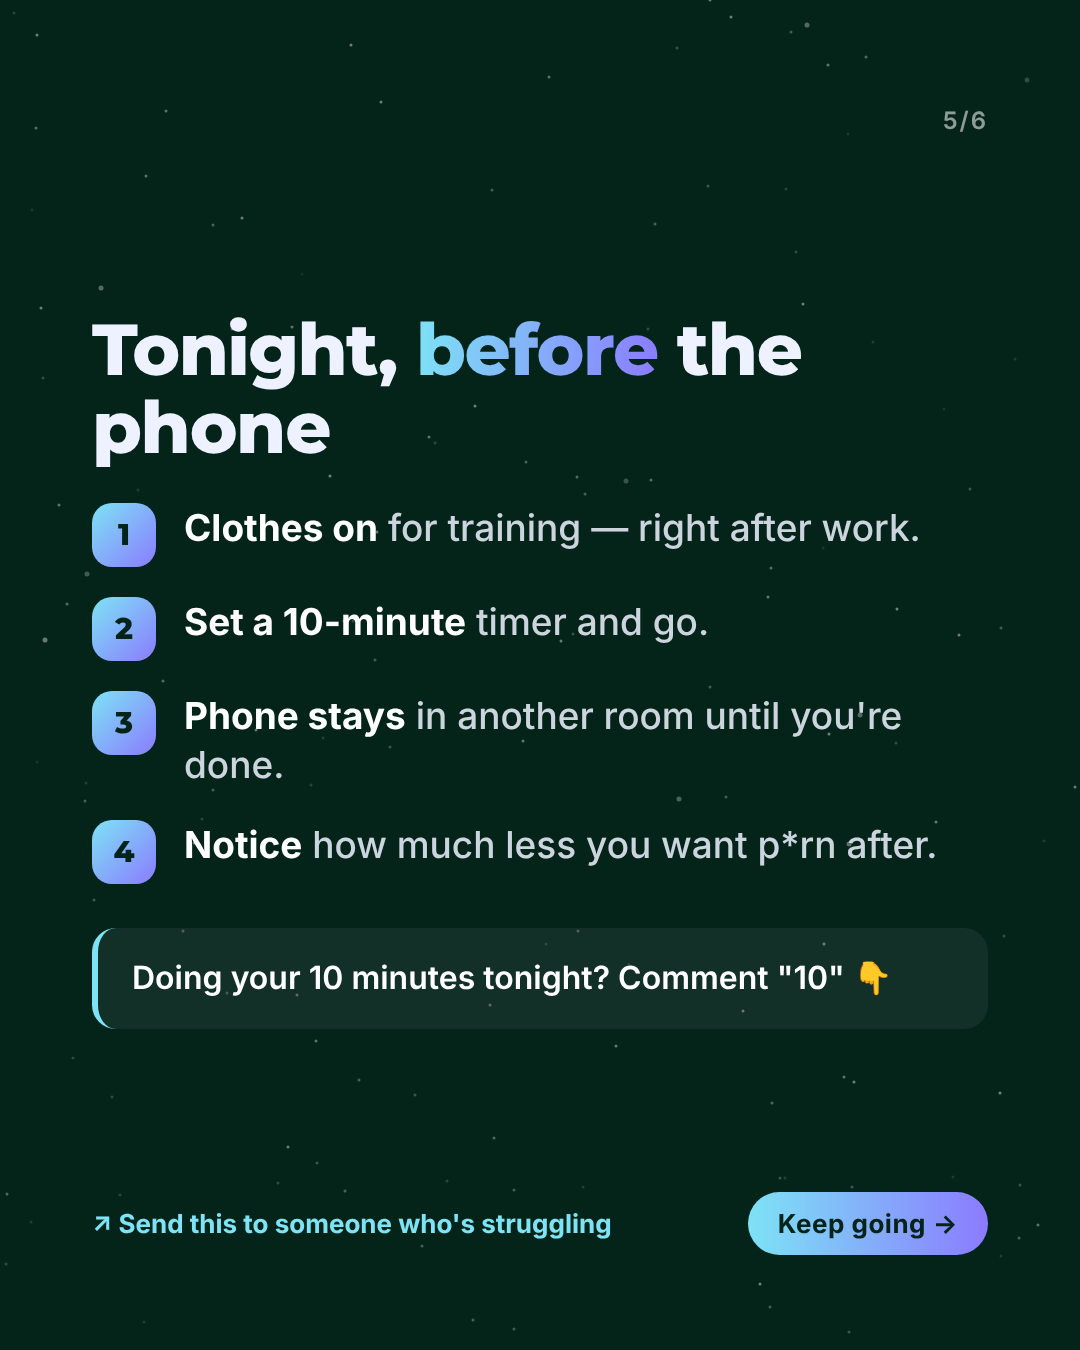 5/6
Tonight, before the
phone
1 Clothes on for training — right after work.
2 Set a 10-minute timer and go.
3 Phone stays in another room until you're
done.
4 Notice how much less you want p*rn after.
Doing your 10 minutes tonight? Comment "10" 👇
↗ Send this to someone who's struggling
Keep going →